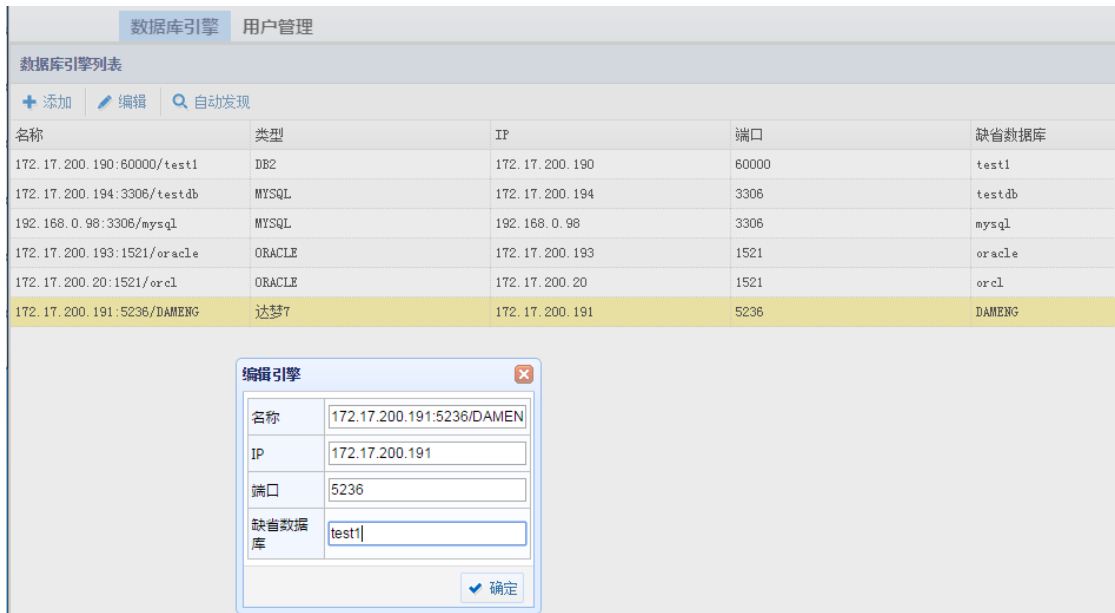 数据库引擎 用户管理
数据库引擎列表
添加 编辑 自动发现
名称 类型 IP 端口 缺省数据库
172.17.200.190:60000/test1 DB2 172.17.200.190 60000 test1
172.17.200.194:3306/testdb MYSQL 172.17.200.194 3306 testdb
192.168.0.98:3306/mysql MYSQL 192.168.0.98 3306 mysql
172.17.200.193:1521/oracle ORACLE 172.17.200.193 1521 oracle
172.17.200.20:1521/orcl ORACLE 172.17.200.20 1521 orcl
172.17.200.191:5236/DAMENG 达梦7 172.17.200.191 5236 DAMENG
编辑引擎
名称 172.17.200.191:5236/DAMEN
IP 172.17.200.191
端口 5236
缺省数据
库 test1
确定